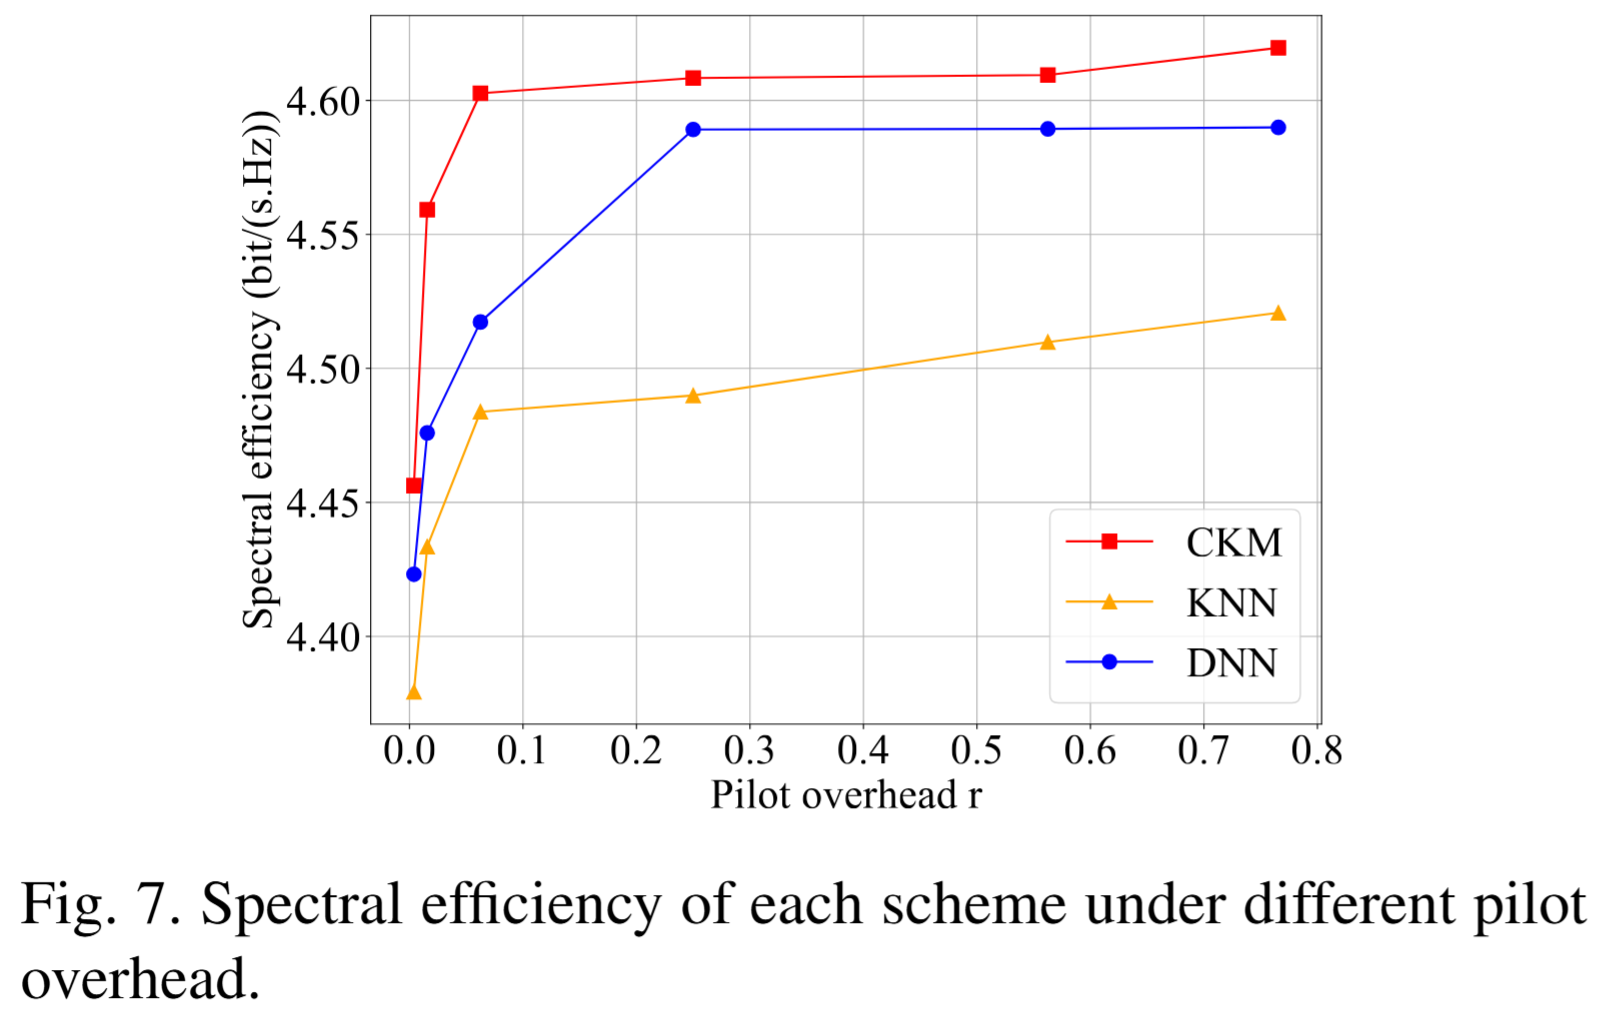 Spectral efficiency (bit/(s.Hz))
4.60
4.55
4.50
4.45
4.40
CKM
KNN
DNN
0.0 0.1 0.2 0.3 0.4 0.5 0.6 0.7 0.8
Pilot overhead r
Fig. 7. Spectral efficiency of each scheme under different pilot
overhead.